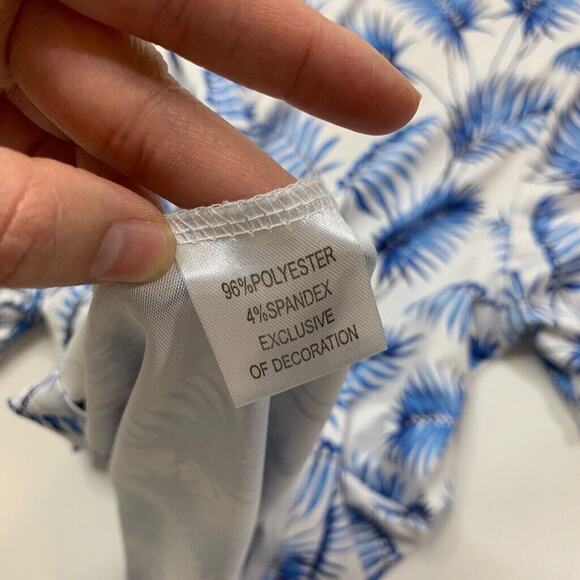 96%POLYESTER
4%SPANDEX
EXCLUSIVE
OF DECORATION